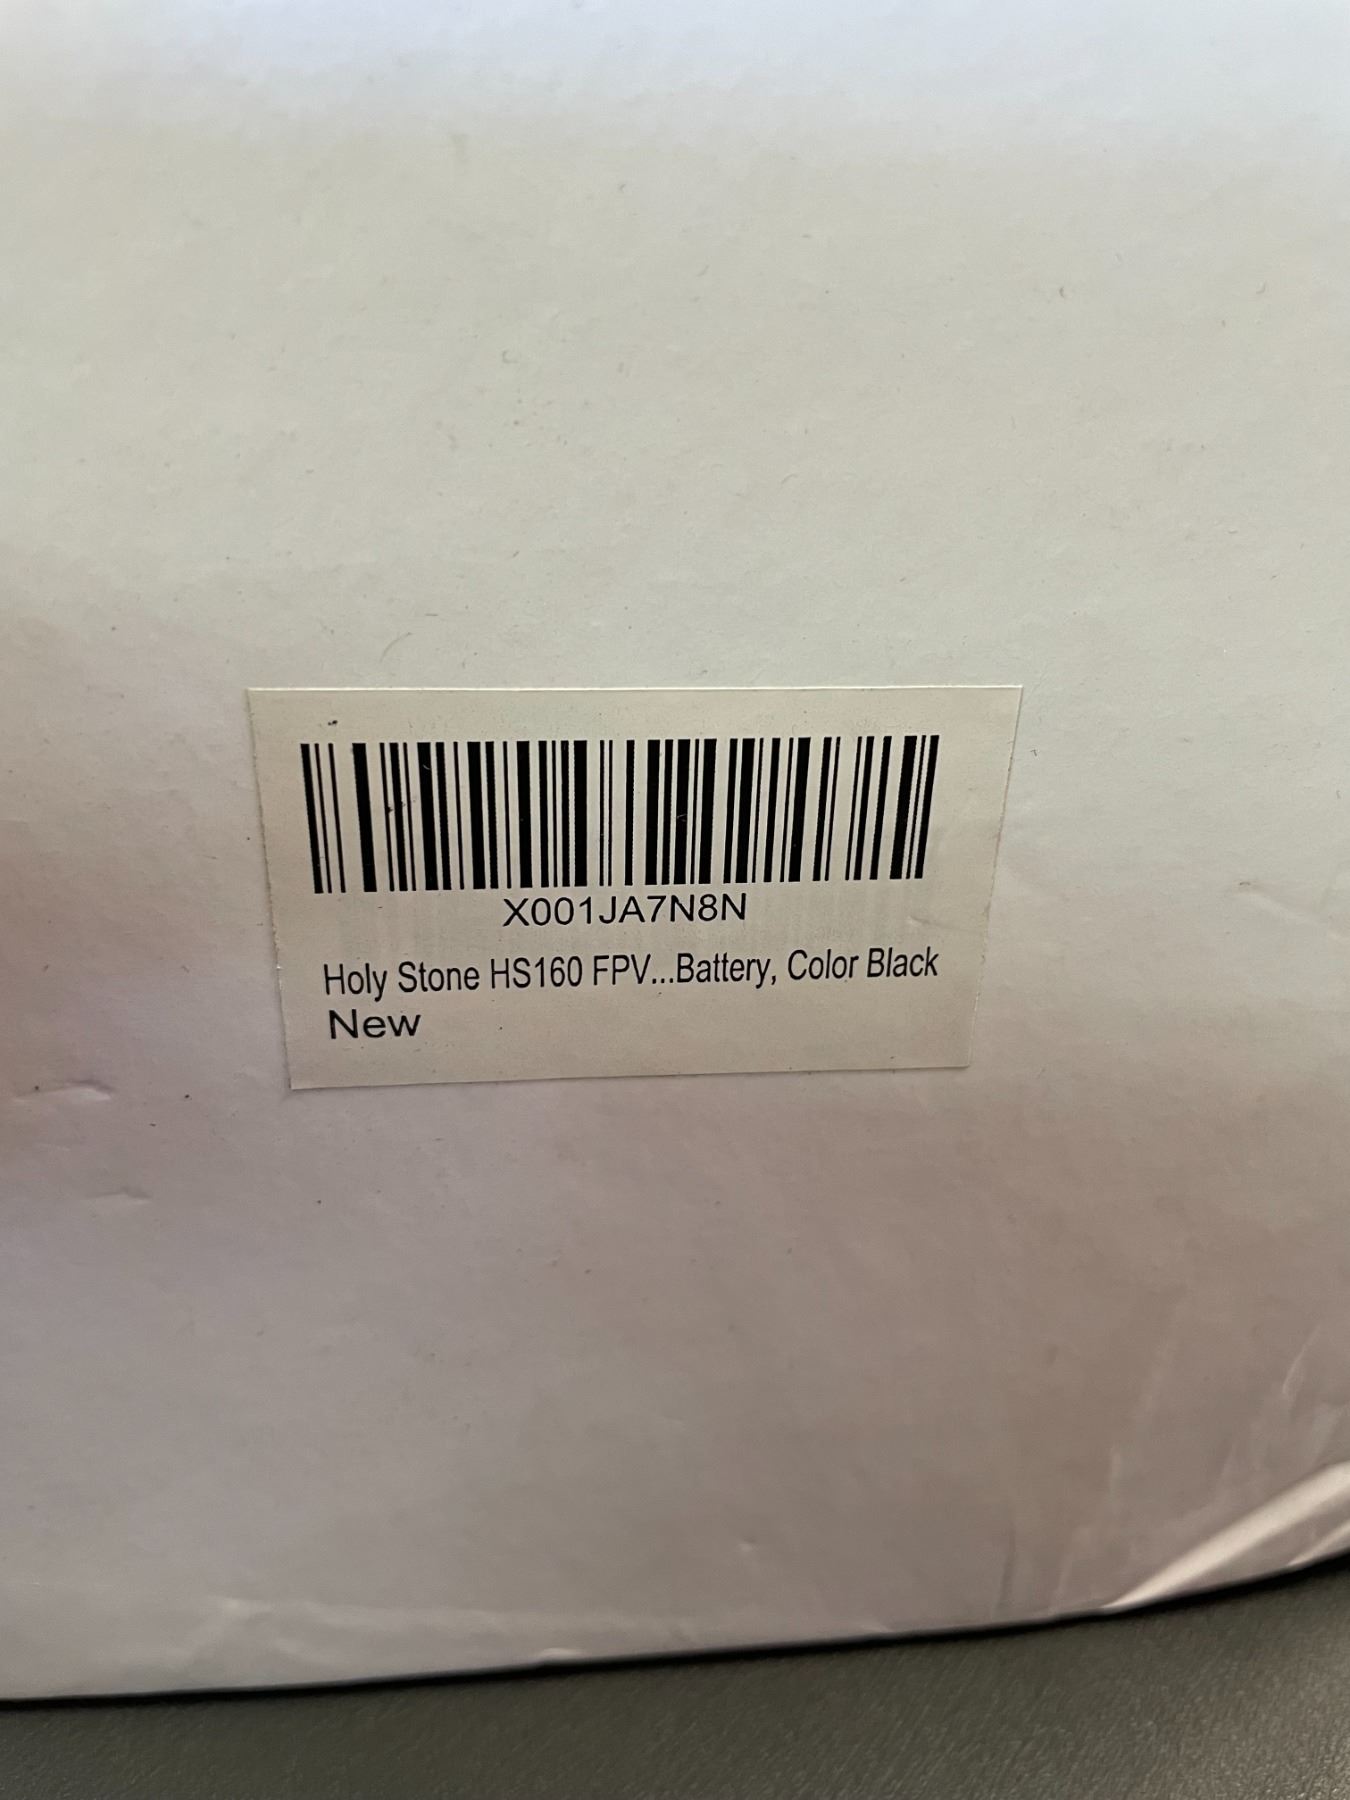 X001JA7N8N
Holy Stone HS160 FPV...Battery, Color Black
New